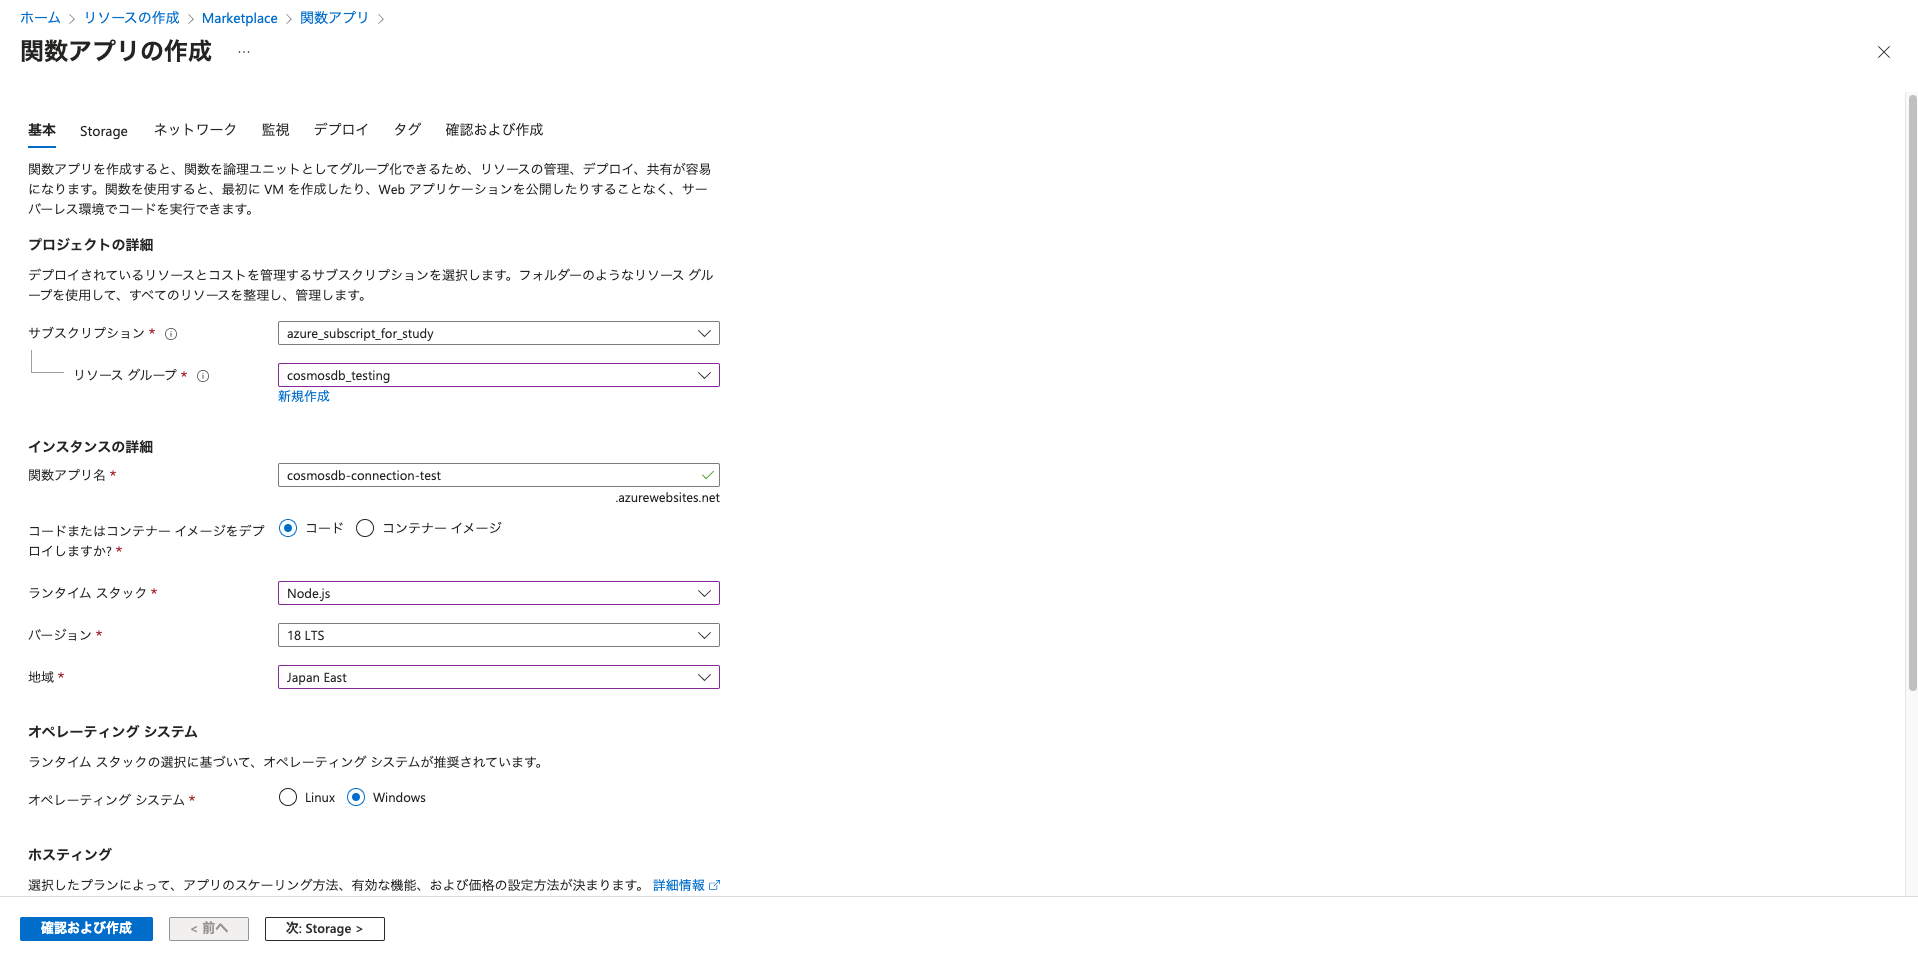 ホーム > リソースの作成 > Marketplace > 関数アプリ >
関数アプリの作成 …
基本 Storage ネットワーク 監視 デプロイ タグ 確認および作成
関数アプリを作成すると、関数を論理ユニットとしてグループ化できるため、リソースの管理、デプロイ、共有が容易
になります。関数を使用すると、最初に VM を作成したり、Web アプリケーションを公開したりすることなく、サー
バーレス環境でコードを実行できます。
プロジェクトの詳細
デプロイされているリソースとコストを管理するサブスクリプションを選択します。フォルダーのようなリソース グル
ープを使用して、すべてのリソースを整理し、管理します。
サブスクリプション * azure_subscript_for_study
リソース グループ * cosmosdb_testing
新規作成
インスタンスの詳細
関数アプリ名 * cosmosdb-connection-test
.azurewebsites.net
コードまたはコンテナー イメージをデプ コード コンテナー イメージ
ロイしますか? *
ランタイム スタック * Node.js
バージョン * 18 LTS
地域 * Japan East
オペレーティング システム
ランタイム スタックの選択に基づいて、オペレーティング システムが推奨されています。
オペレーティング システム * Linux Windows
ホスティング
選択したプランによって、アプリのスケーリング方法、有効な機能、および価格の設定方法が決まります。 詳細情報
確認および作成 < 前へ 次: Storage >